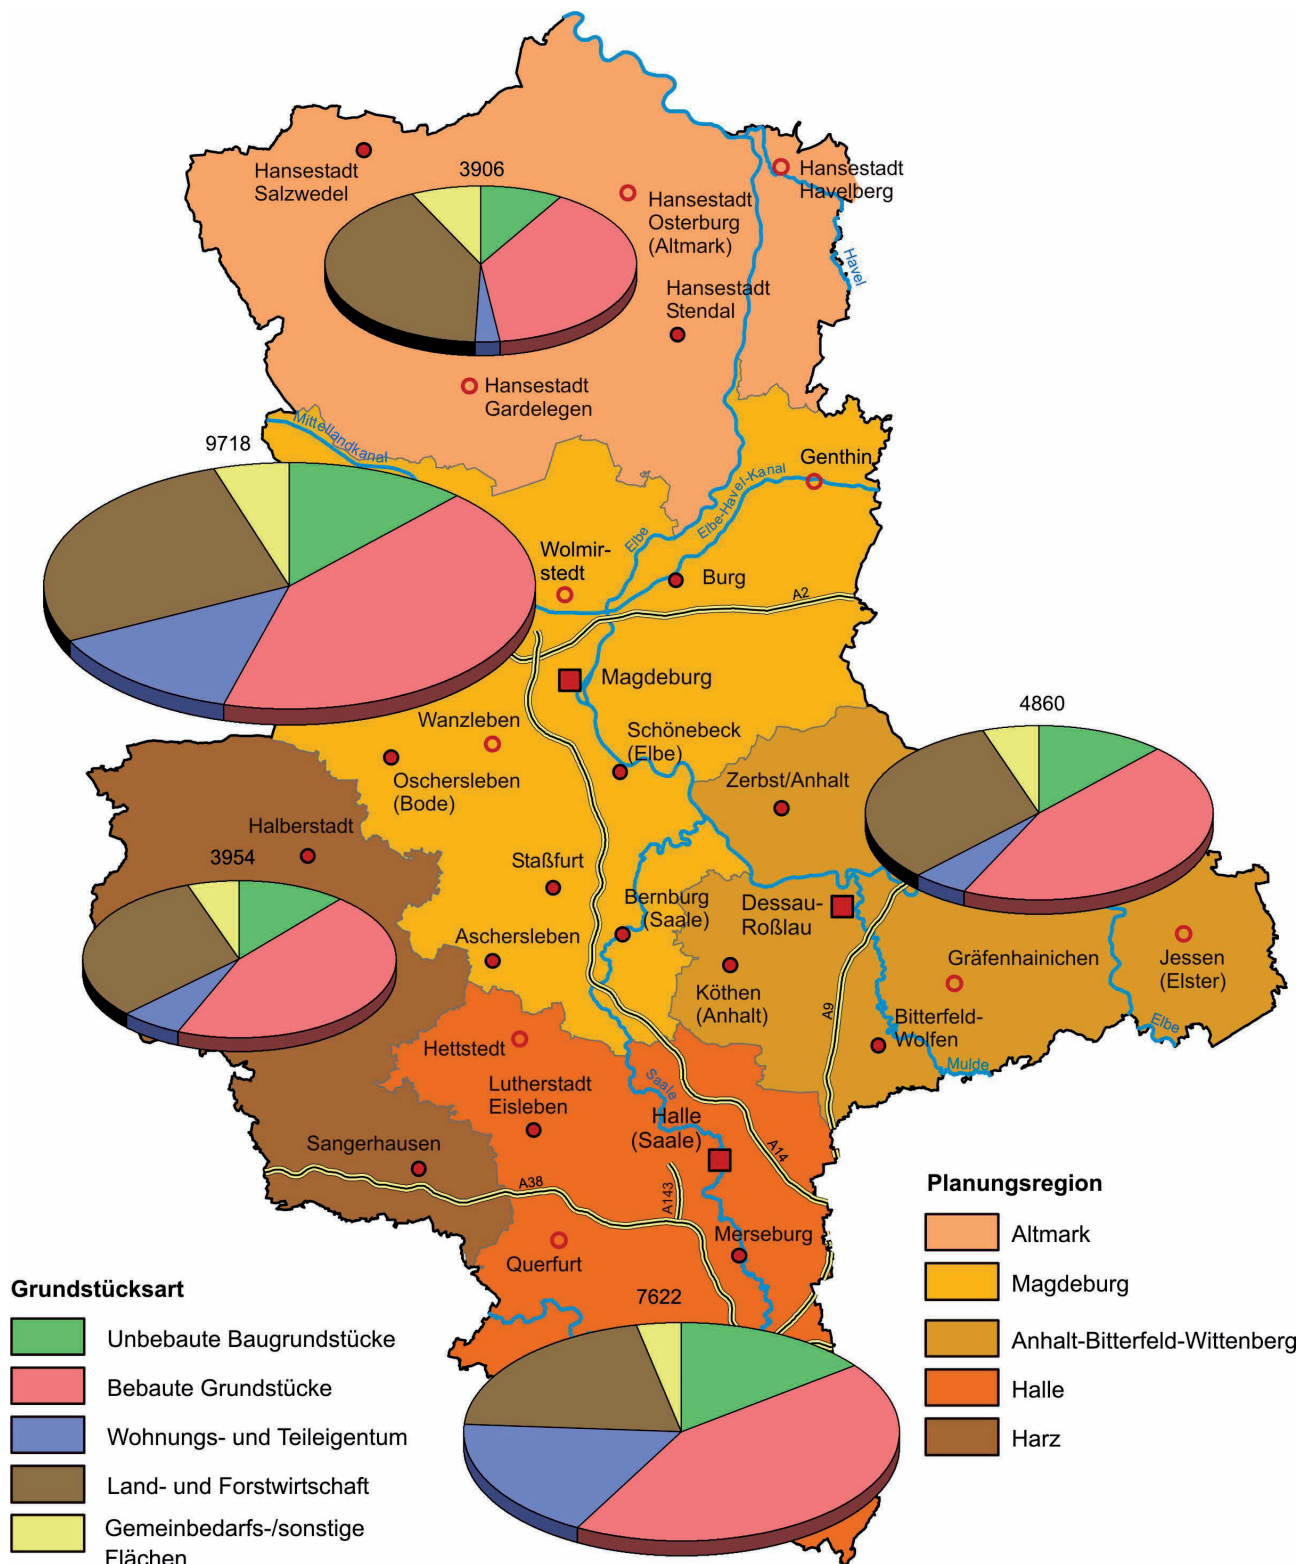 Hansestadt
Salzwedel
3906
Hansestadt
Osterburg
(Altmark)
Hansestadt
Havelberg
Havel
Hansestadt
Stendal
Hansestadt
Gardelegen
Mittellandkanal
9718
Genthin
Elbe-Havel-Kanal
Elbe
Wolmir-
stedt
Burg
A2
Magdeburg
Wanzleben
Schönebeck
(Elbe)
4860
Oschersleben
(Bode)
Zerbst/Anhalt
Halberstadt
3954
Staßfurt
Bernburg
(Saale)
Dessau-
Roßlau
Aschersleben
Gräfenhainichen
Jessen
(Elster)
Köthen
(Anhalt)
A9
Bitterfeld-
Wolfen
Elbe
Mulde
Hettstedt
Saale
Lutherstadt
Eisleben
Halle
(Saale)
A14
Sangerhausen
A38
A143
Merseburg
Querfurt
7622
Planungsregion
Altmark
Magdeburg
Anhalt-Bitterfeld-Wittenberg
Halle
Harz
Grundstücksart
Unbebaute Baugrundstücke
Bebaute Grundstücke
Wohnungs- und Teileigentum
Land- und Forstwirtschaft
Gemeinbedarfs-/sonstige
Flächen